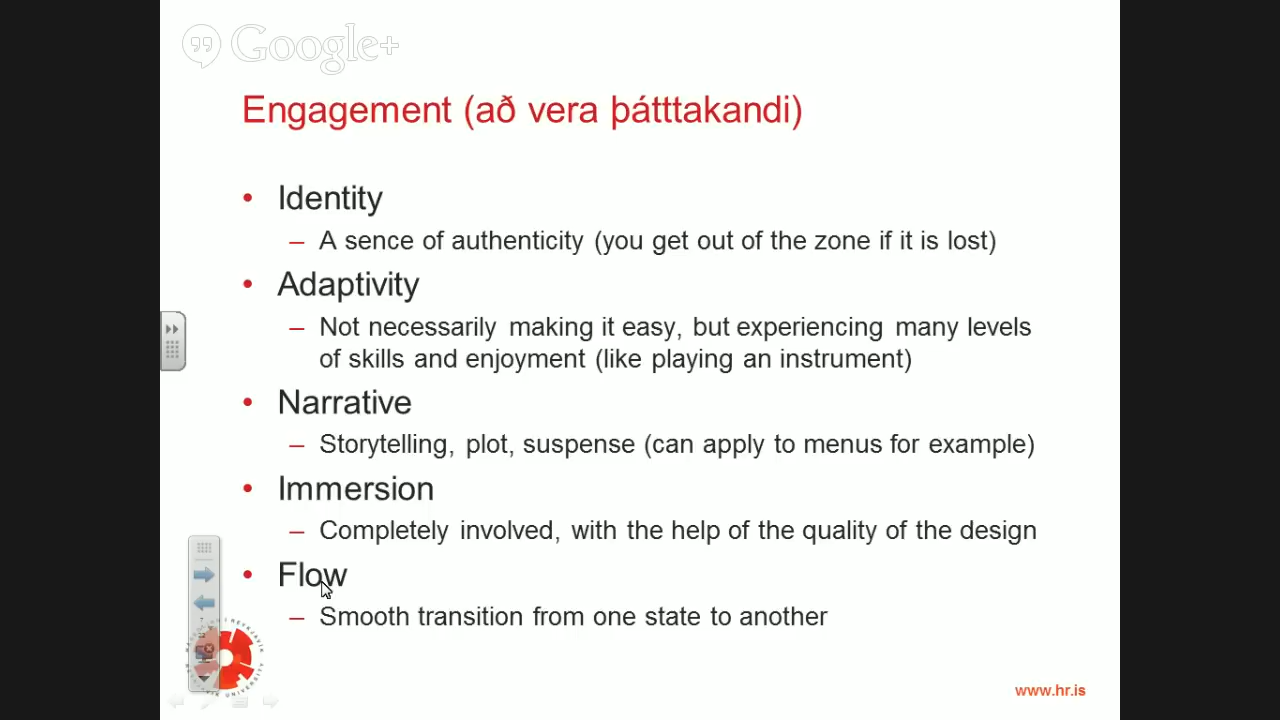 Google+
Engagement (að vera þátttakandi)
• Identity
– A sence of authenticity (you get out of the zone if it is lost)
• Adaptivity
– Not necessarily making it easy, but experiencing many levels
of skills and enjoyment (like playing an instrument)
• Narrative
– Storytelling, plot, suspense (can apply to menus for example)
• Immersion
– Completely involved, with the help of the quality of the design
• Flow
– Smooth transition from one state to another
www.hr.is